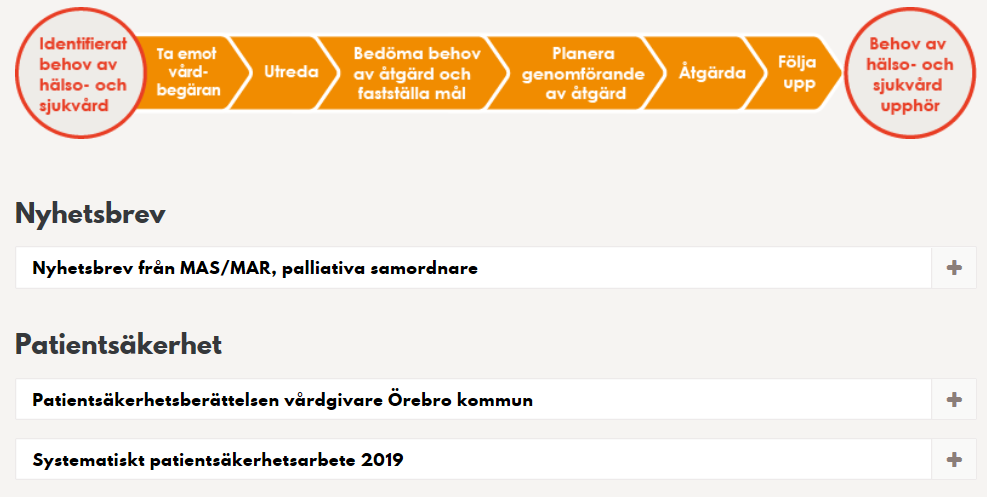 Identifierat
behov av
hälso- och
sjukvård
Ta emot
vård-
begäran
Utreda
Bedöma behov
av åtgärd och
fastställa mål
Planera
genomförande
av åtgärd
Åtgärda
Följa
upp
Behov av
hälso- och
sjukvård
upphör
Nyhetsbrev
Nyhetsbrev från MAS/MAR, palliativa samordnare
Patientsäkerhet
Patientsäkerhetsberättelsen vårdgivare Örebro kommun
Systematiskt patientsäkerhetsarbete 2019